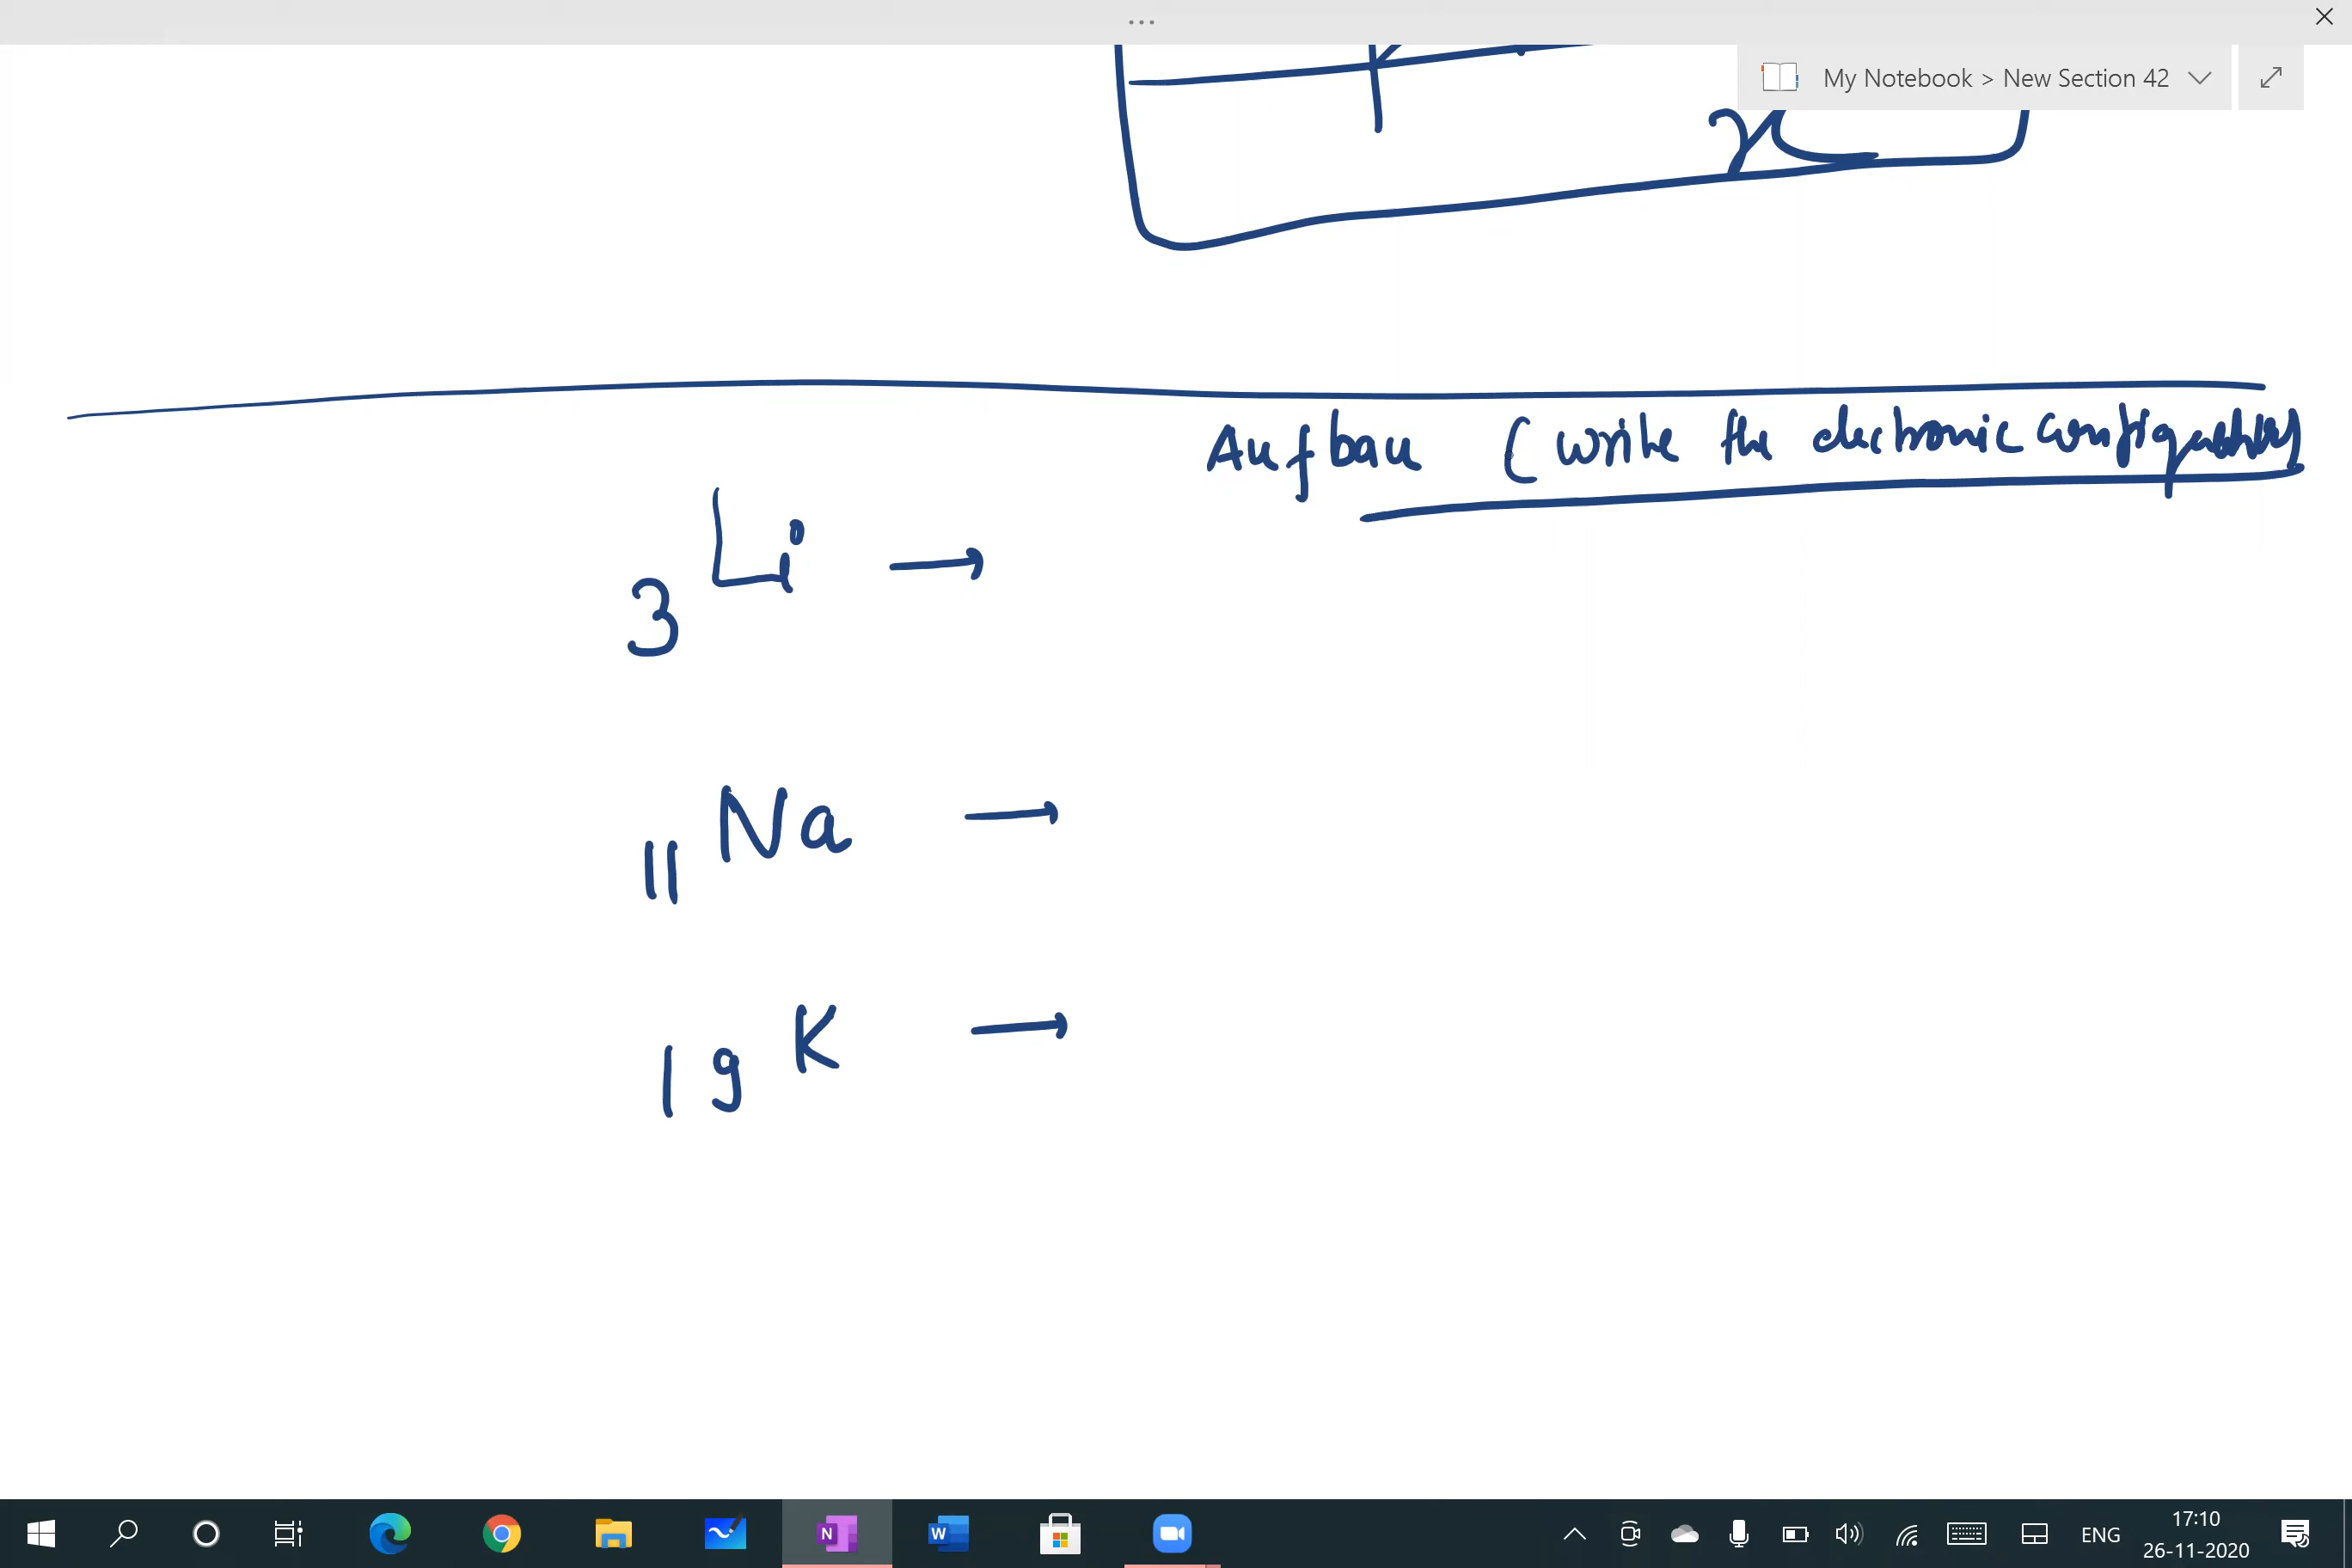 My Notebook > New Section 42
x
Aufbau (write the electronic configuration)
3 Li →
11 Na →
19 K →
ENG
17:10
26-11-2020